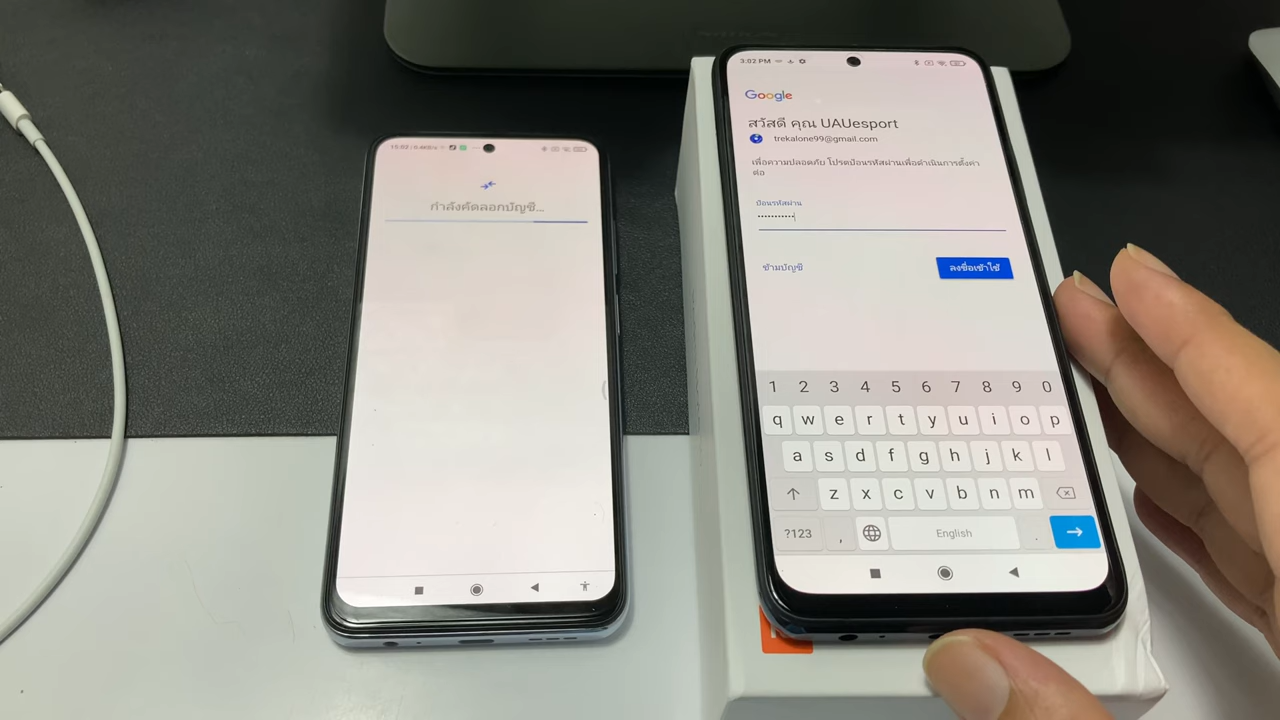 15:03
กำลังคัดลอกบัญชี...
3:02 PM
Google
สวัสดี คุณ UAUesport
trekalone99@gmail.com
เพื่อความปลอดภัย โปรดป้อนรหัสผ่านเพื่อดำเนินการตั้งค่า
ต่อ
ป้อนรหัสผ่าน
•••••••••••
ข้ามบัญชี
ลงชื่อเข้าใช้
1 2 3 4 5 6 7 8 9 0
q w e r t y u i o p
a s d f g h j k l
z x c v b n m
?123 , English .